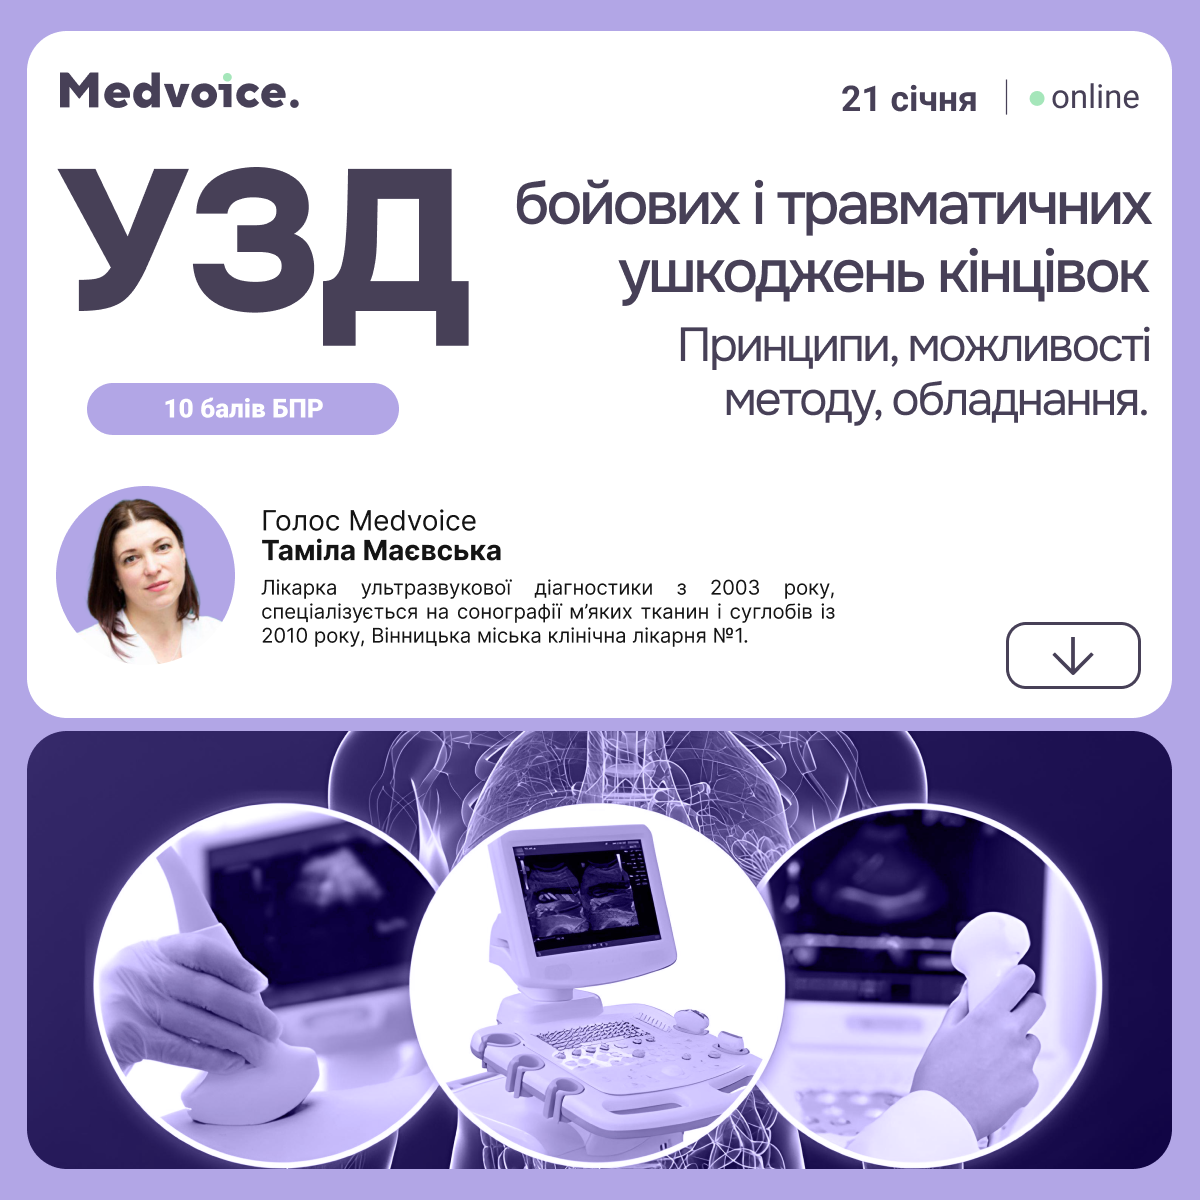 Medvoice.
21 січня
online
УЗД
бойових і травматичних
ушкоджень кінцівок
Принципи, можливості
методу, обладнання.
10 балів БПР
Голос Medvoice
Таміла Маєвська
Лікарка ультразвукової діагностики з 2003 року,
спеціалізується на сонографії м’яких тканин і суглобів із
2010 року, Вінницька міська клінічна лікарня №1.